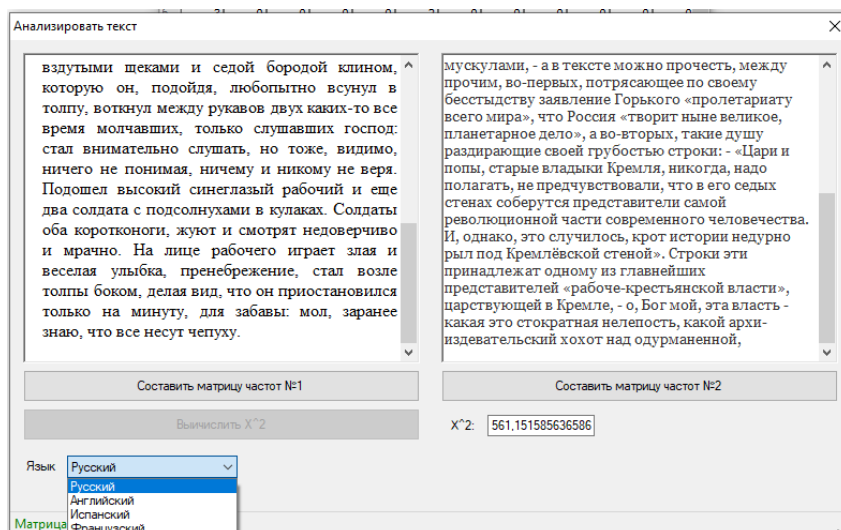 Анализировать текст
вздутыми щеками и седой бородой клином,
которую он, подойдя, любопытно всунул в
толпу, воткнул между рукавов двух каких-то все
время молчавших, только слушавших господ:
стал внимательно слушать, но тоже, видимо,
ничего не понимая, ничему и никому не веря.
Подошел высокий синеглазый рабочий и еще
два солдата с подсолнухами в кулаках. Солдаты
оба коротконоги, жуют и смотрят недоверчиво
и мрачно. На лице рабочего играет злая и
веселая улыбка, пренебрежение, стал возле
толпы боком, делая вид, что он приостановился
только на минуту, для забавы: мол, заранее
знаю, что все несут чепуху.
мускулами, - а в тексте можно прочесть, между
прочим, во-первых, потрясающее по своему
бесстыдству заявление Горького «пролетариату
всего мира», что Россия «творит ныне великое,
планетарное дело», а во-вторых, такие душу
раздирающие своей грубостью строки: - «Цари и
попы, старые владыки Кремля, никогда, надо
полагать, не предчувствовали, что в его седых
стенах соберутся представители самой
революционной части современного человечества.
И, однако, это случилось, крот истории недурно
рыл под Кремлёвской стеной». Строки эти
принадлежат одному из главнейших
представителей «рабоче-крестьянской власти»,
царствующей в Кремле, - о, Бог мой, эта власть -
какая это стократная нелепость, какой архи-
издевательский хохот над одурманенной,
Составить матрицу частот №1
Составить матрицу частот №2
Вычислить X^2
X^2: 561,151585636586
Язык Русский
Русский
Английский
Испанский
Французский
Матрица